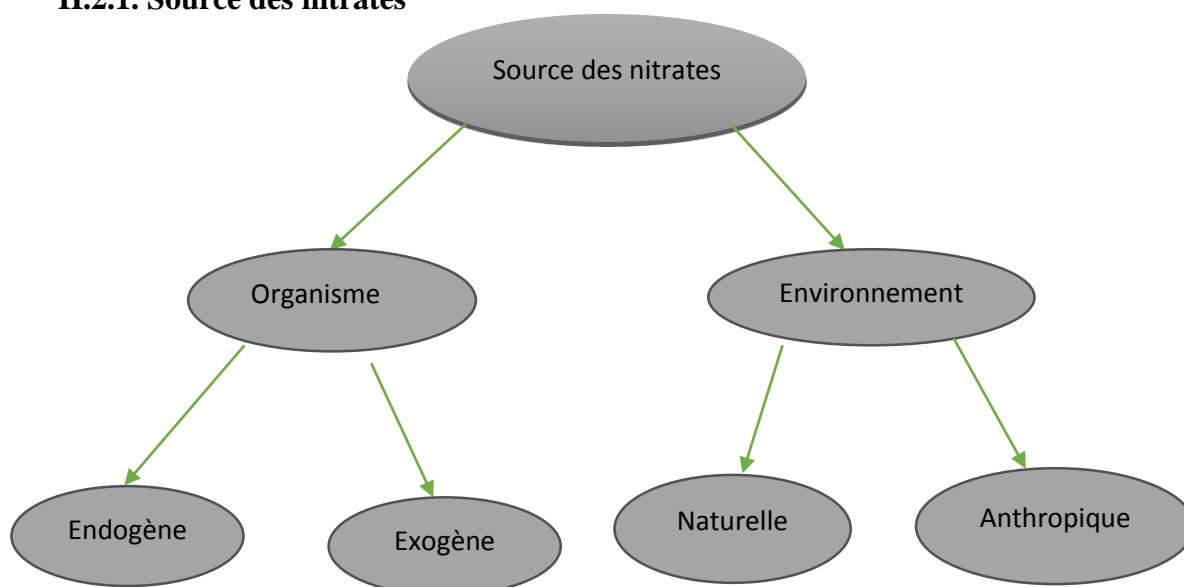 II.2.1. Source des nitrates
Source des nitrates
Organisme
Environnement
Endogène
Exogène
Naturelle
Anthropique